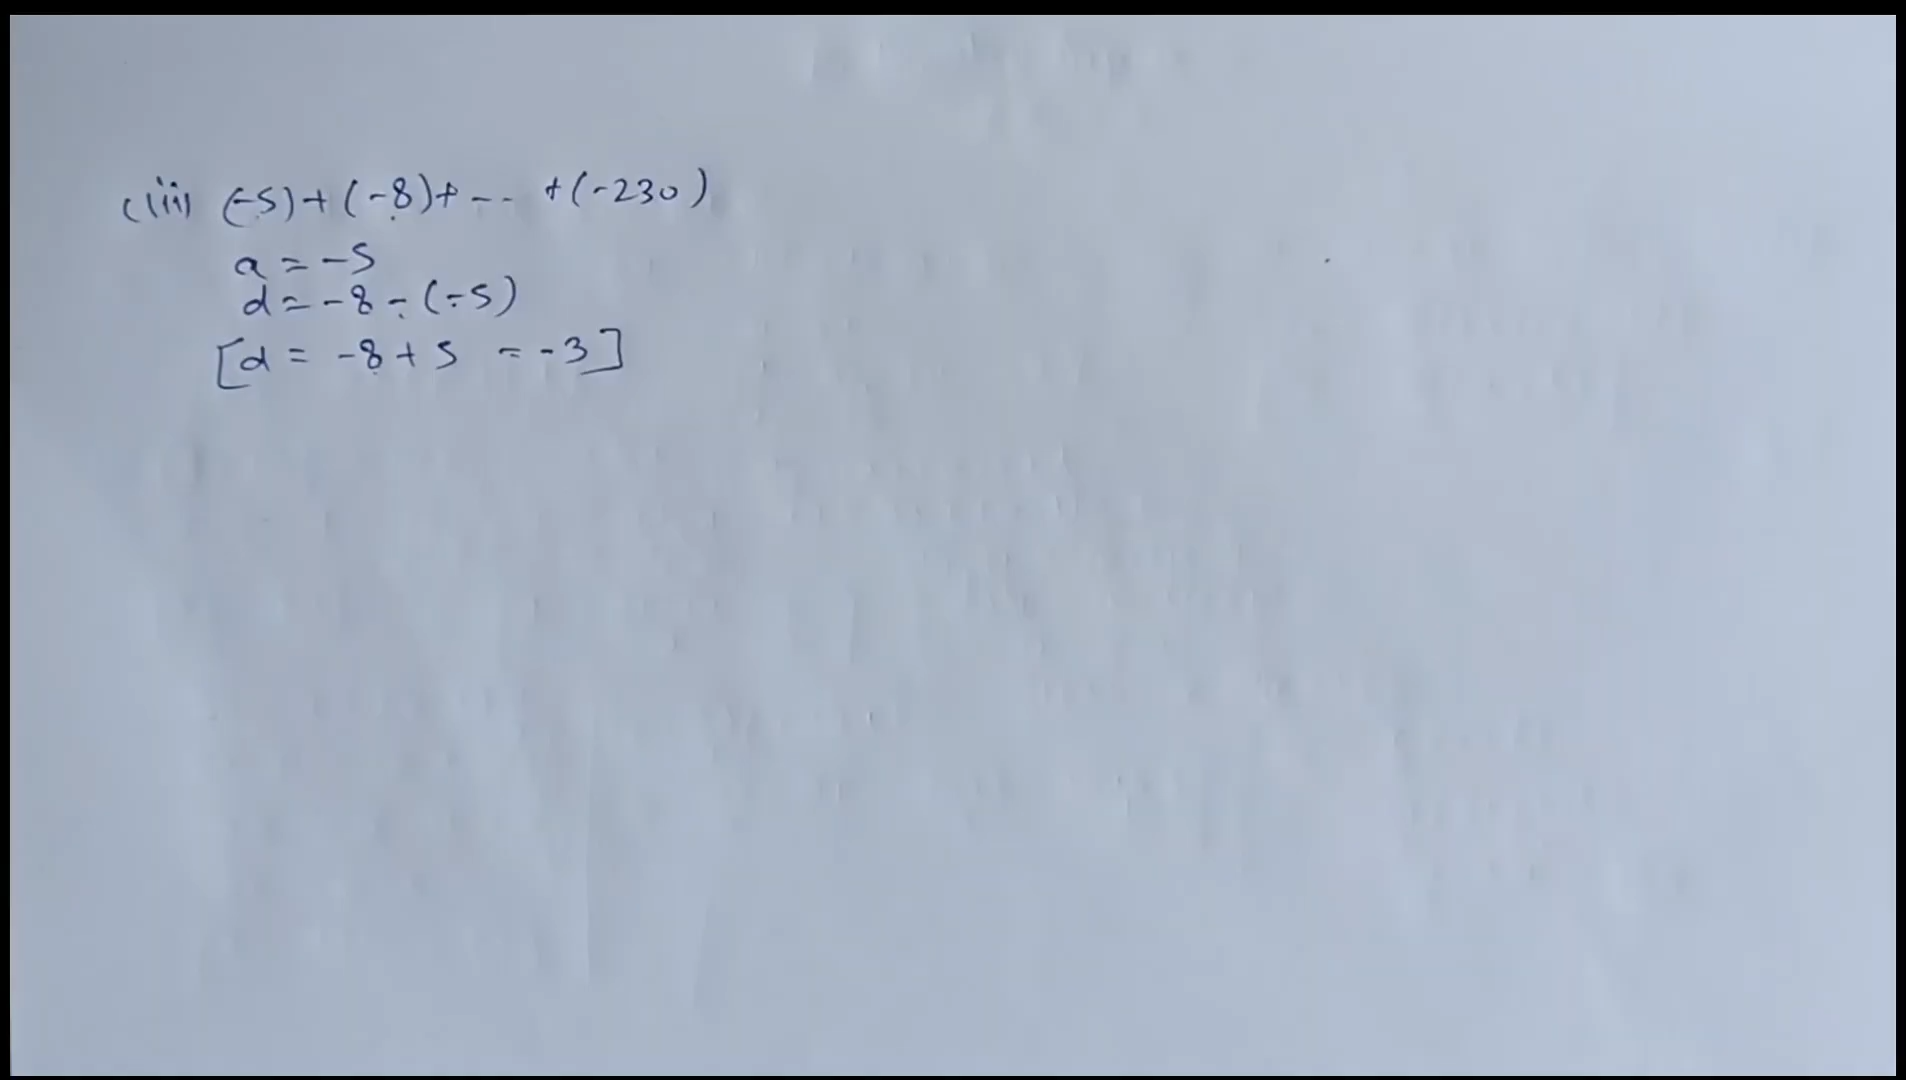 (iii) (-5)+(-8)+ -.. +(-230)
a = -5
d = -8 - (-5)
[d = -8 + 5 = -3]